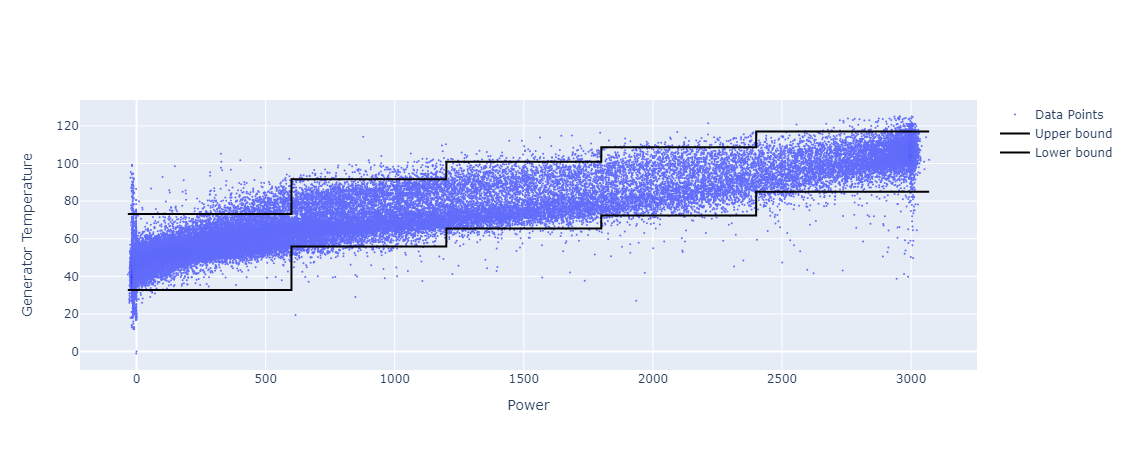 Data Points
Upper bound
Lower bound
Generator Temperature
120
100
80
60
40
20
0
0 500 1000 1500 2000 2500 3000
Power